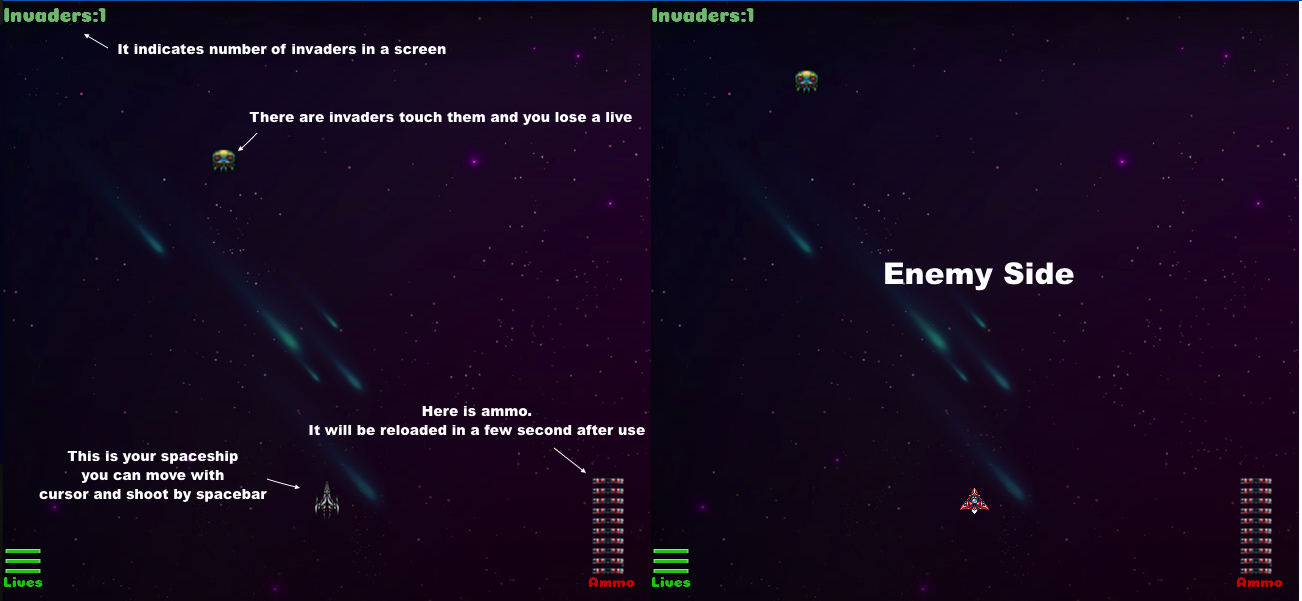 Invaders:1
It indicates number of invaders in a screen
There are invaders touch them and you lose a live
Here is ammo.
It will be reloaded in a few second after use
This is your spaceship
you can move with
cursor and shoot by spacebar
Lives
Ammo
Invaders:1
Enemy Side
Lives
Ammo